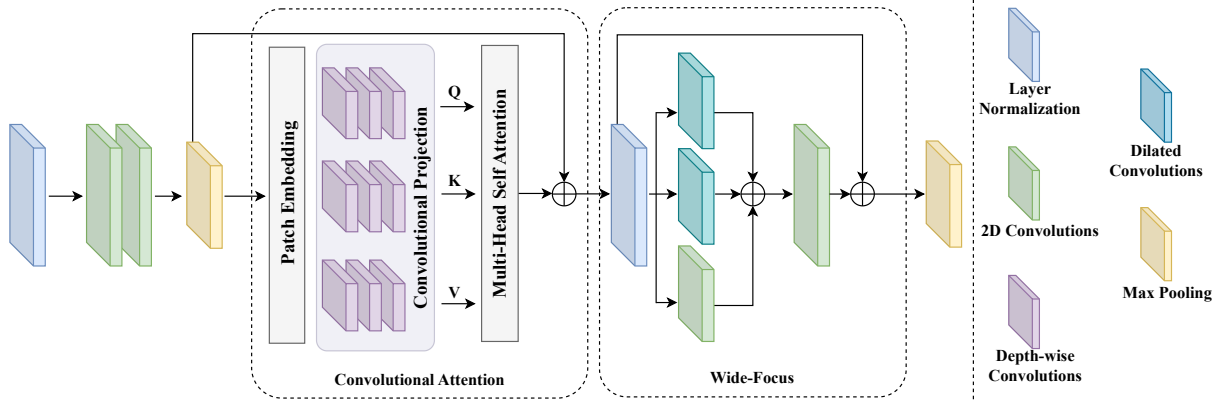 Patch Embedding
Convolutional Projection
Q
K
V
Multi-Head Self Attention
Convolutional Attention
Wide-Focus
Layer
Normalization
Dilated
Convolutions
2D Convolutions
Max Pooling
Depth-wise
Convolutions